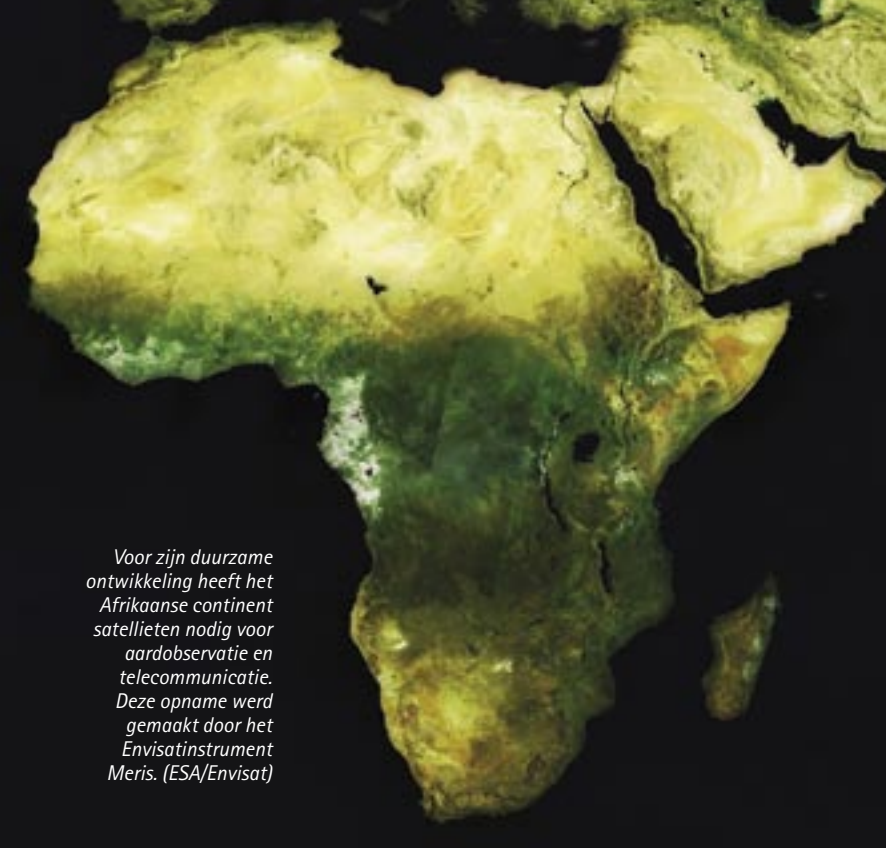 Voor zijn duurzame
ontwikkeling heeft het
Afrikaanse continent
satellieten nodig voor
aardobservatie en
telecommunicatie.
Deze opname werd
gemaakt door het
Envisatinstrument
Meris. (ESA/Envisat)